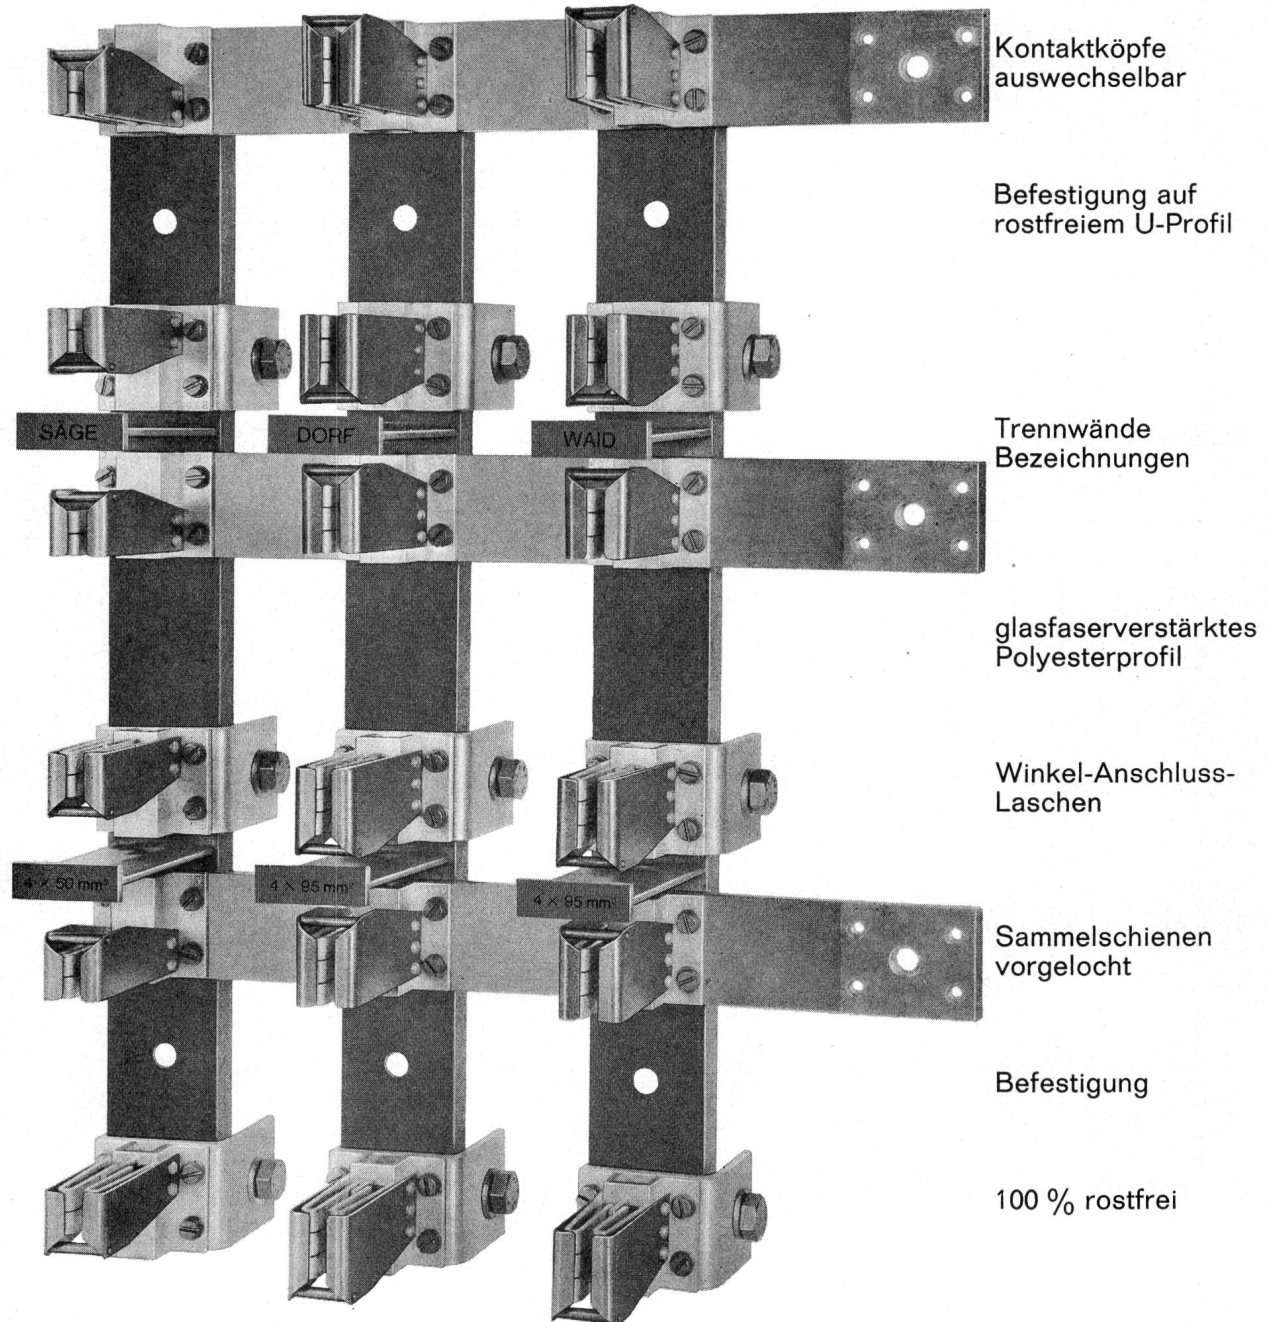 Kontaktköpfe
auswechselbar
Befestigung auf
rostfreiem U-Profil
SÄGE
DORF
WAID
Trennwände
Bezeichnungen
glasfaserverstärktes
Polyesterprofil
Winkel-Anschluss-
Laschen
4 × 50 mm²
4 × 95 mm²
4 × 95 mm²
Sammelschienen
vorgelocht
Befestigung
100 % rostfrei